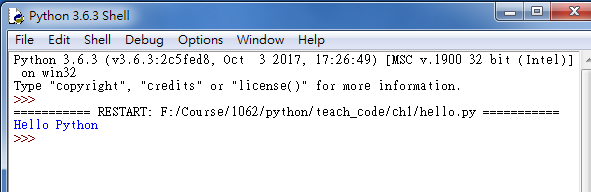 Python 3.6.3 Shell
File Edit Shell Debug Options Window Help
Python 3.6.3 (v3.6.3:2c5fed8, Oct  3 2017, 17:26:49) [MSC v.1900 32 bit (Intel)]
 on win32
Type "copyright", "credits" or "license()" for more information.
>>>
=========== RESTART: F:/Course/1062/python/teach_code/ch1/hello.py ===========
Hello Python
>>>